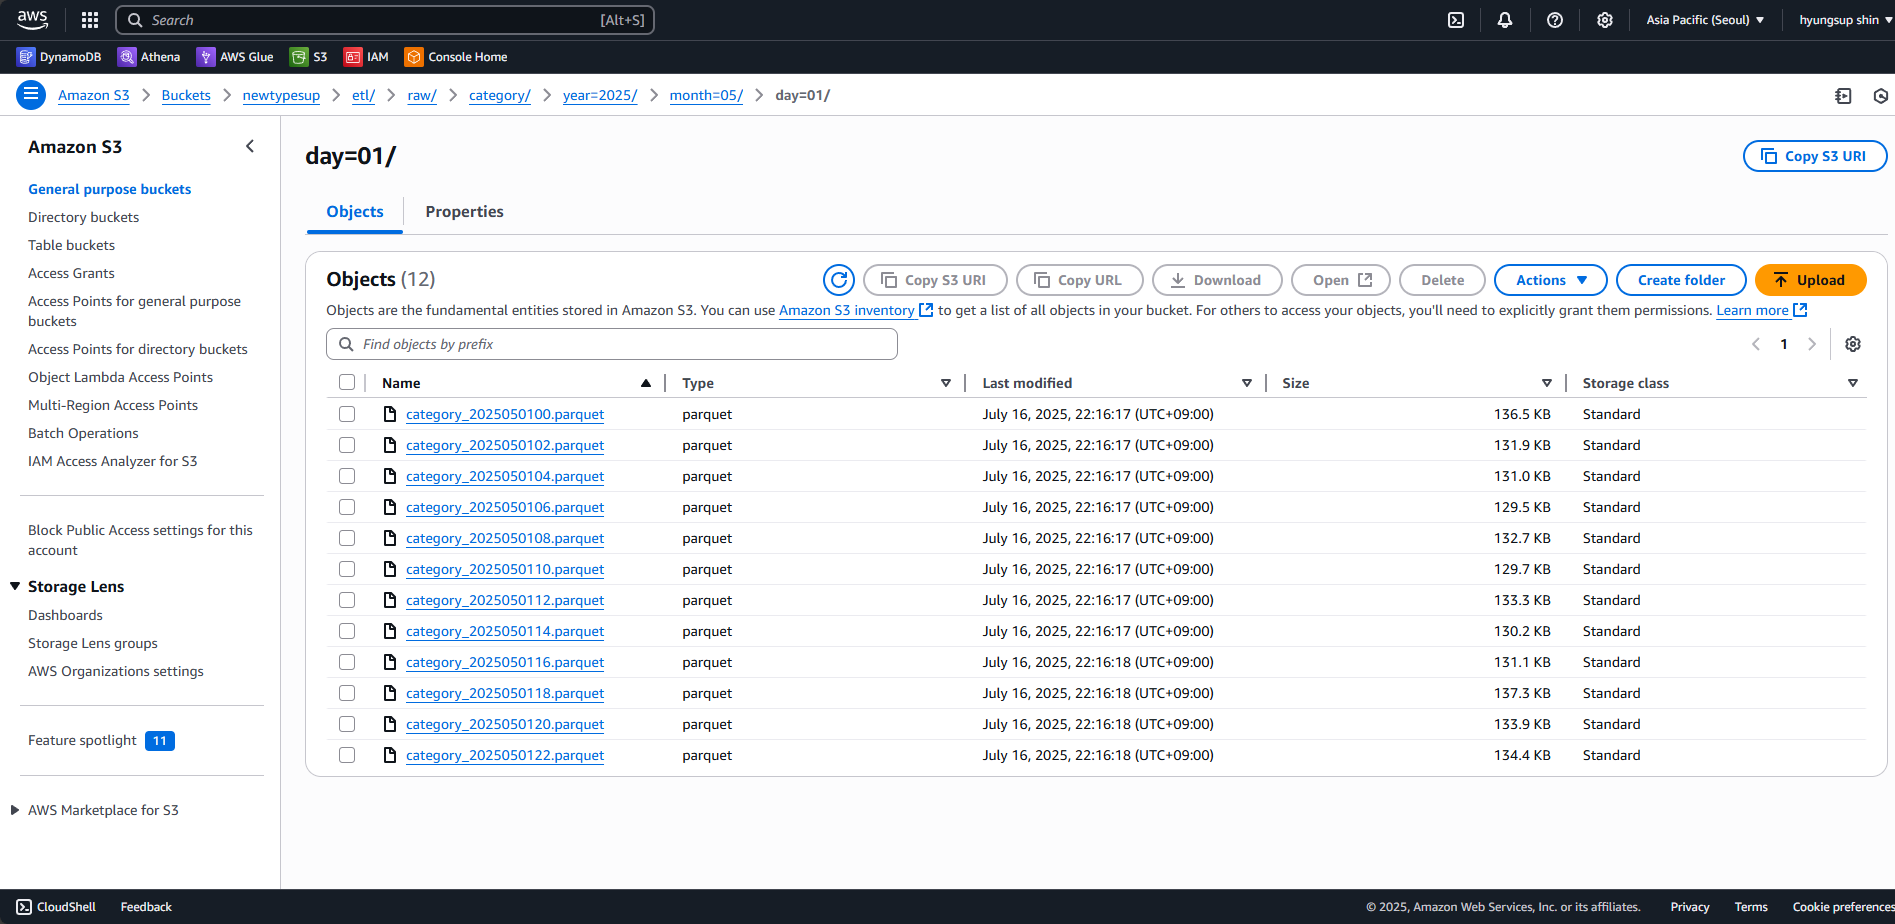 aws
Search [Alt+S]
Asia Pacific (Seoul)
hyungsup shin
DynamoDB Athena AWS Glue S3 IAM Console Home
Amazon S3 Buckets newtypesup etl/ raw/ category/ year=2025/ month=05/ day=01/
Amazon S3
General purpose buckets
Directory buckets
Table buckets
Access Grants
Access Points for general purpose
buckets
Access Points for directory buckets
Object Lambda Access Points
Multi-Region Access Points
Batch Operations
IAM Access Analyzer for S3
Block Public Access settings for this
account
Storage Lens
Dashboards
Storage Lens groups
AWS Organizations settings
Feature spotlight 11
AWS Marketplace for S3
day=01/
Copy S3 URI
Objects Properties
Objects (12)
Copy S3 URI Copy URL Download Open Delete Actions Create folder Upload
Objects are the fundamental entities stored in Amazon S3. You can use Amazon S3 inventory to get a list of all objects in your bucket. For others to access your objects, you'll need to explicitly grant them permissions. Learn more
Find objects by prefix
1
Name Type Last modified Size Storage class
category_2025050100.parquet parquet July 16, 2025, 22:16:17 (UTC+09:00) 136.5 KB Standard
category_2025050102.parquet parquet July 16, 2025, 22:16:17 (UTC+09:00) 131.9 KB Standard
category_2025050104.parquet parquet July 16, 2025, 22:16:17 (UTC+09:00) 131.0 KB Standard
category_2025050106.parquet parquet July 16, 2025, 22:16:17 (UTC+09:00) 129.5 KB Standard
category_2025050108.parquet parquet July 16, 2025, 22:16:17 (UTC+09:00) 132.7 KB Standard
category_2025050110.parquet parquet July 16, 2025, 22:16:17 (UTC+09:00) 129.7 KB Standard
category_2025050112.parquet parquet July 16, 2025, 22:16:17 (UTC+09:00) 133.3 KB Standard
category_2025050114.parquet parquet July 16, 2025, 22:16:17 (UTC+09:00) 130.2 KB Standard
category_2025050116.parquet parquet July 16, 2025, 22:16:18 (UTC+09:00) 131.1 KB Standard
category_2025050118.parquet parquet July 16, 2025, 22:16:18 (UTC+09:00) 137.3 KB Standard
category_2025050120.parquet parquet July 16, 2025, 22:16:18 (UTC+09:00) 133.9 KB Standard
category_2025050122.parquet parquet July 16, 2025, 22:16:18 (UTC+09:00) 134.4 KB Standard
CloudShell Feedback © 2025, Amazon Web Services, Inc. or its affiliates. Privacy Terms Cookie preferences